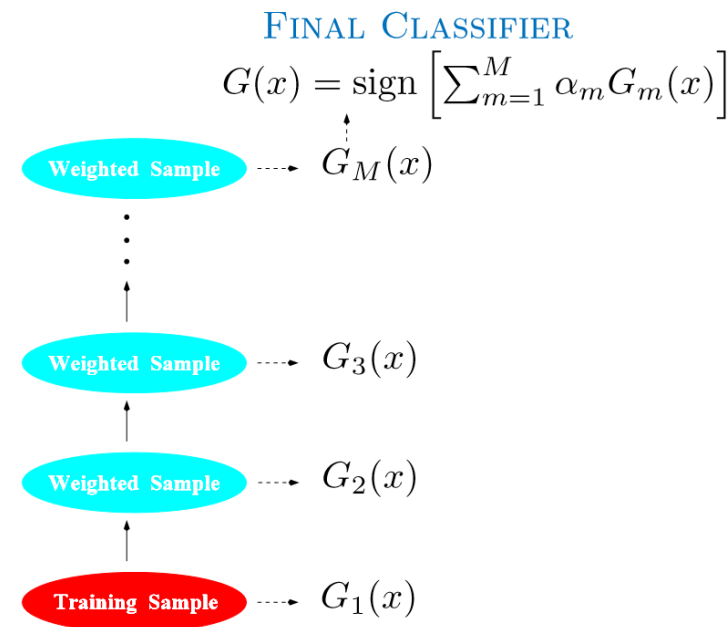 FINAL CLASSIFIER
G(x) = sign [∑_{m=1}^{M} α_m G_m(x)]
Weighted Sample G_M(x)
Weighted Sample G_3(x)
Weighted Sample G_2(x)
Training Sample G_1(x)